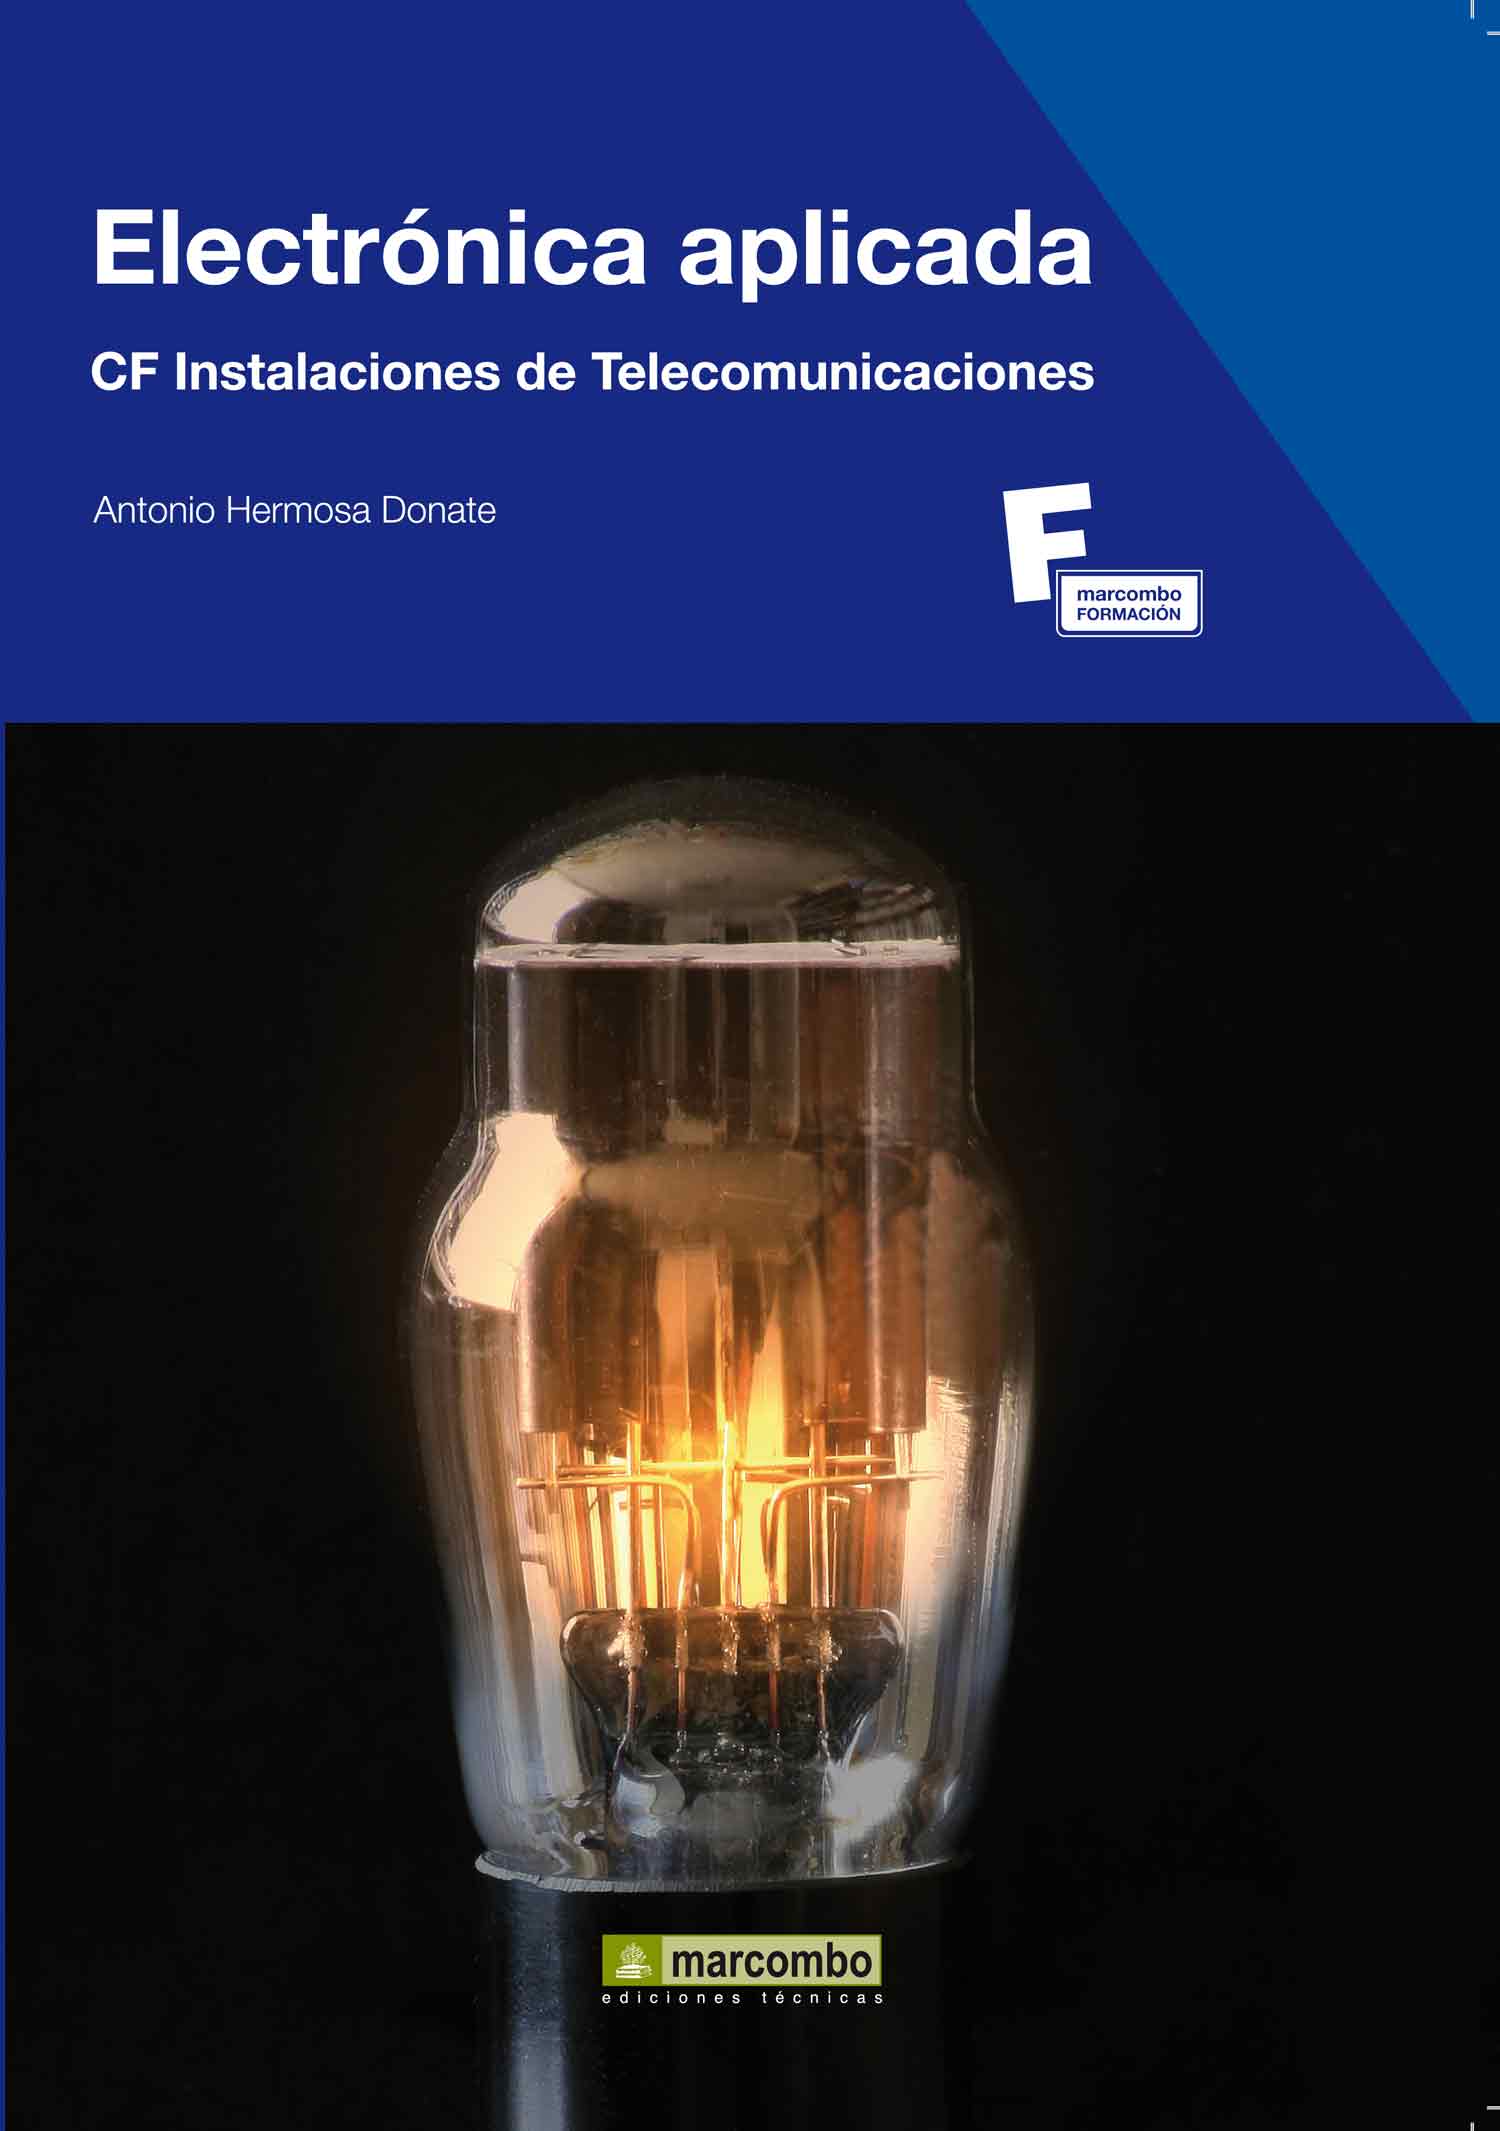 Electrónica aplicada
CF Instalaciones de Telecomunicaciones
Antonio Hermosa Donate
F
marcombo
FORMACIÓN
marcombo
ediciones técnicas